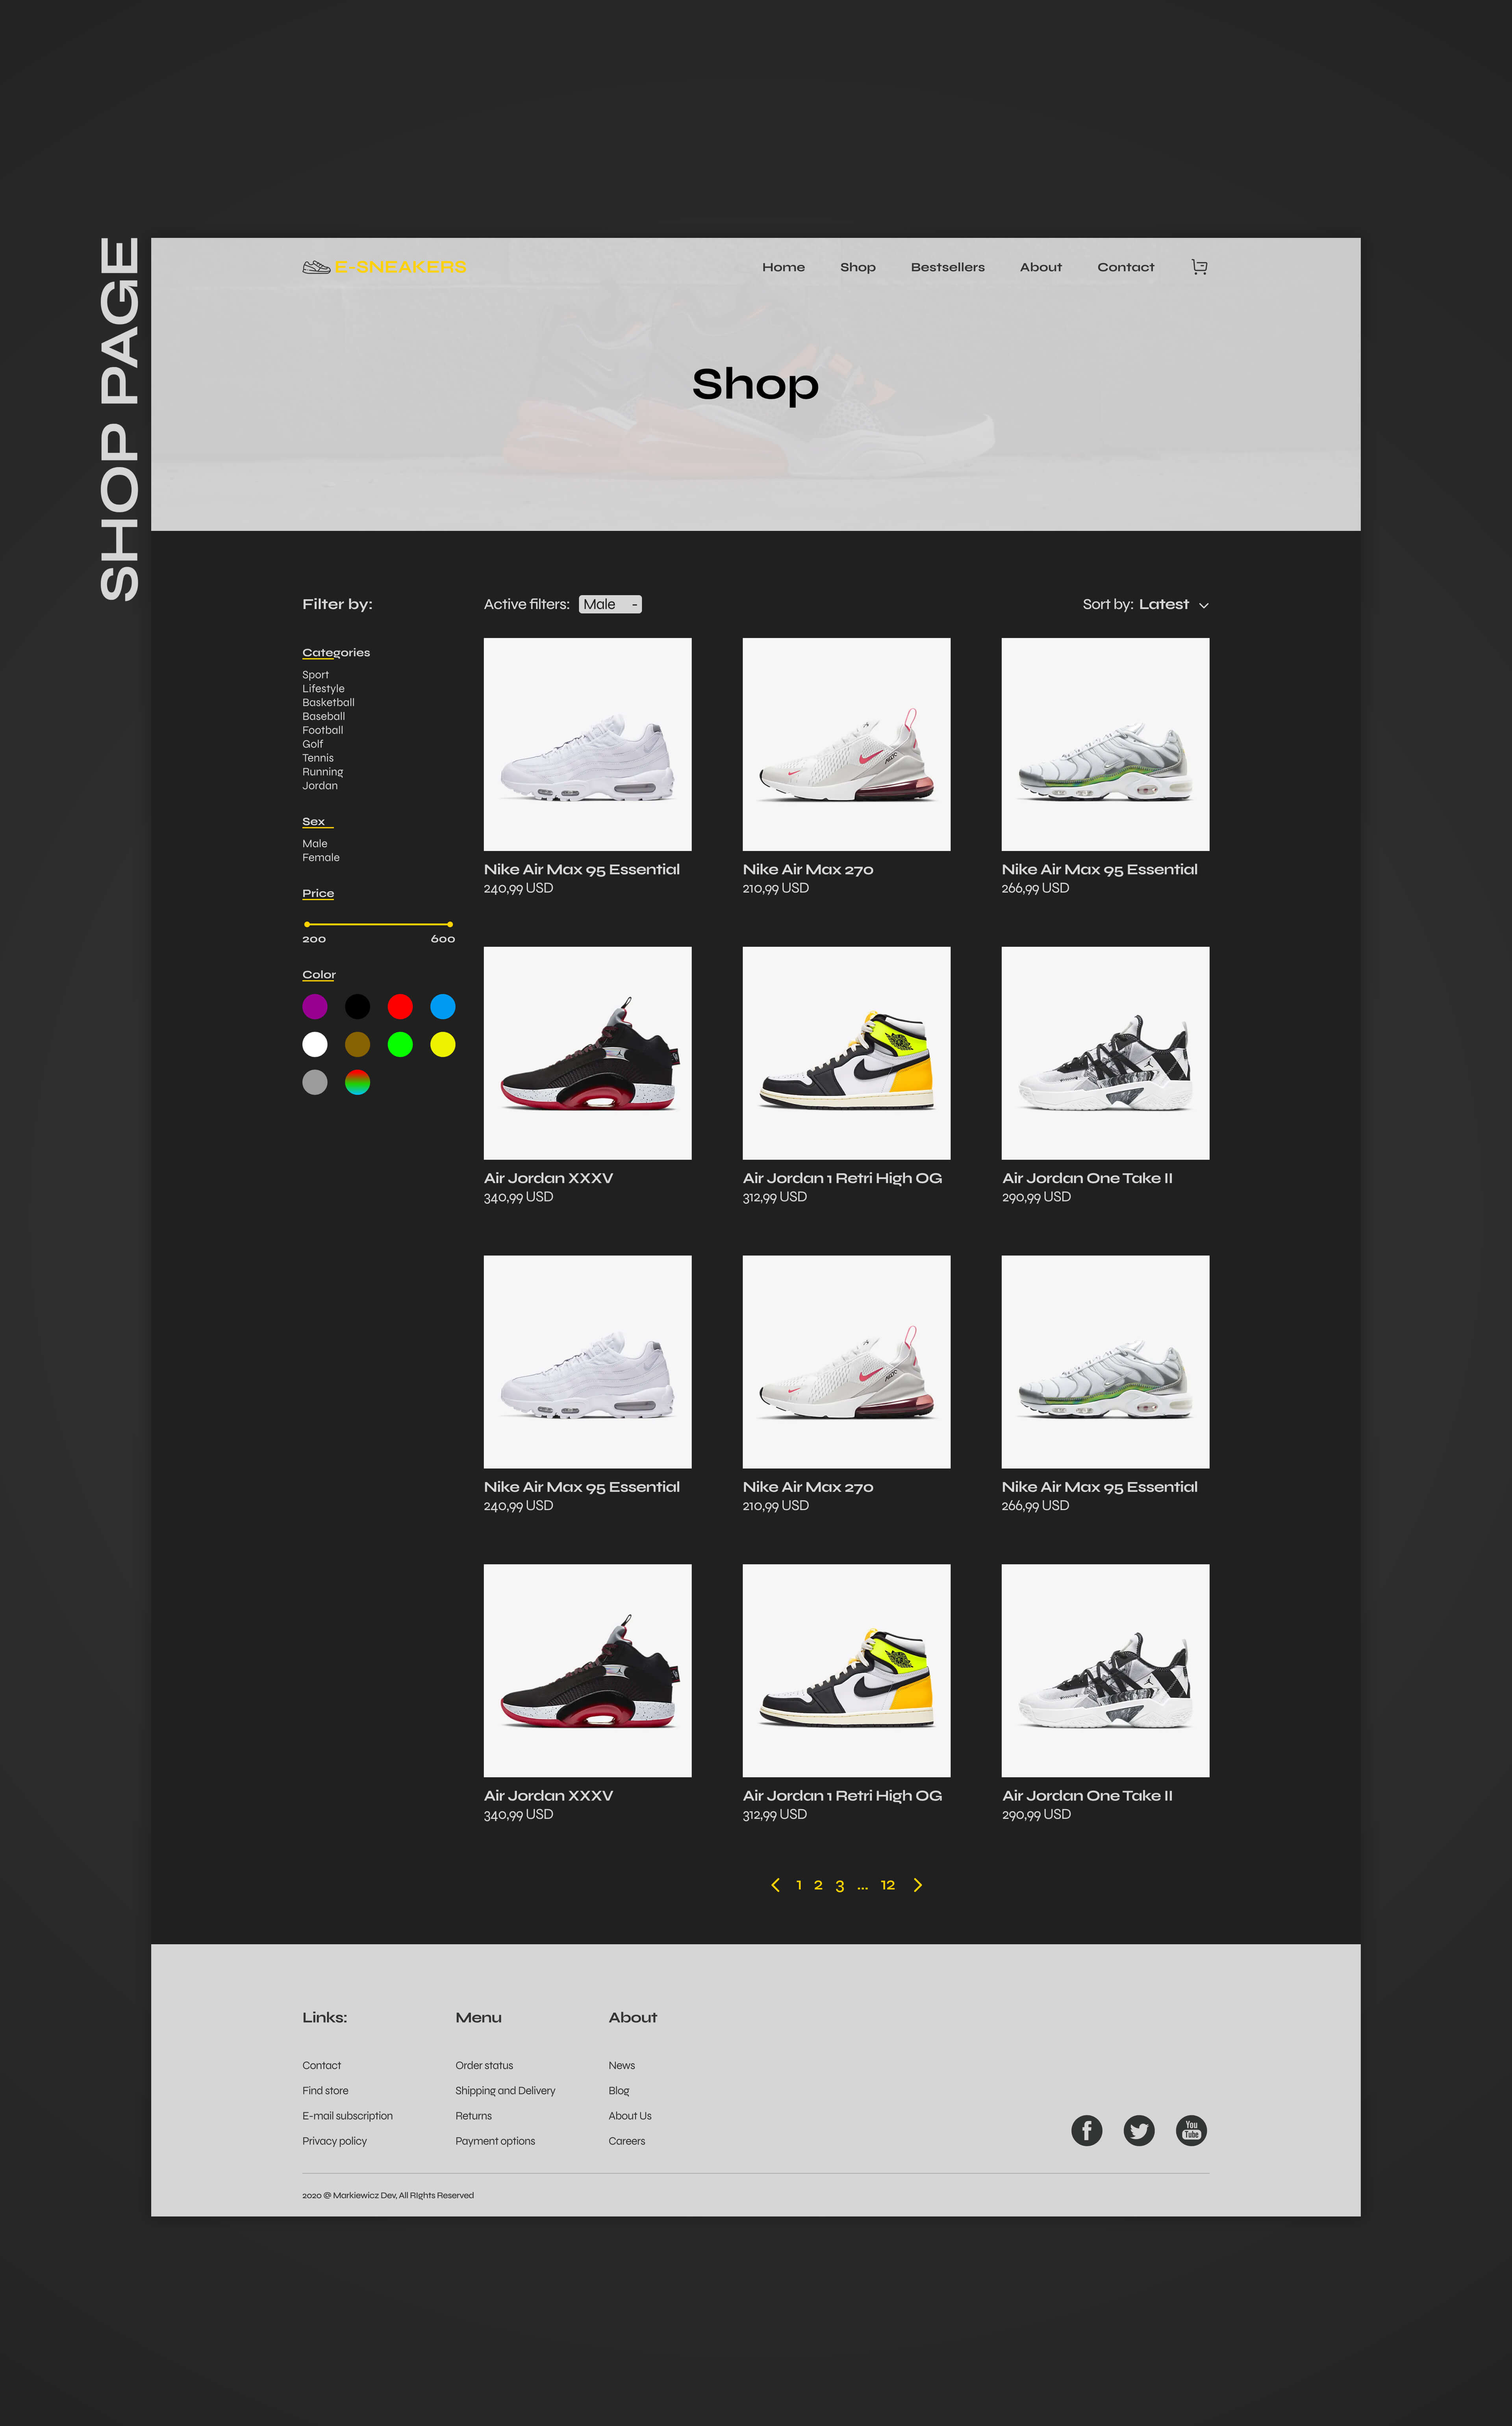 SHOP PAGE
E-SNEAKERS
Home Shop Bestsellers About Contact
Shop
Filter by:
Categories
Sport
Lifestyle
Basketball
Baseball
Football
Golf
Tennis
Running
Jordan
Sex
Male
Female
Price
200 600
Color
Active filters: Male -
Sort by: Latest
Nike Air Max 95 Essential
240,99 USD
Nike Air Max 270
210,99 USD
Nike Air Max 95 Essential
266,99 USD
Air Jordan XXXV
340,99 USD
Air Jordan 1 Retri High OG
312,99 USD
Air Jordan One Take II
290,99 USD
Nike Air Max 95 Essential
240,99 USD
Nike Air Max 270
210,99 USD
Nike Air Max 95 Essential
266,99 USD
Air Jordan XXXV
340,99 USD
Air Jordan 1 Retri High OG
312,99 USD
Air Jordan One Take II
290,99 USD
1 2 3 ... 12
Links:
Contact
Find store
E-mail subscription
Privacy policy
Menu
Order status
Shipping and Delivery
Returns
Payment options
About
News
Blog
About Us
Careers
You
Tube
2020 @ Markiewicz Dev, All RIghts Reserved